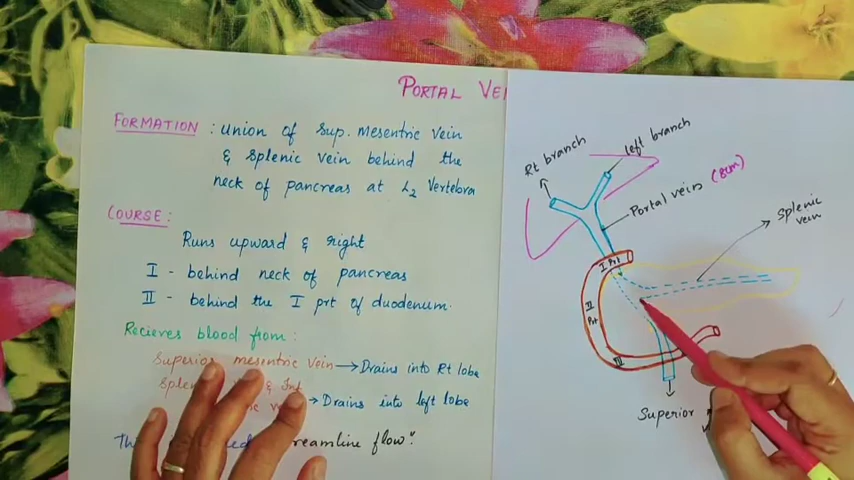 PORTAL VEI
FORMATION : Union of Sup. Mesentric Vein
& Splenic Vein behind the
neck of pancreas at L2 Vertebra
COURSE :
Runs upward & right
I - behind neck of pancreas
II - behind the I prt of duodenum.
Recieves blood from :
Superior mesentric Vein → Drains into Rt lobe
& Inf
→ Drains into left lobe
streamline flow".
Rt branch
left branch
Portal vein (8cm)
Splenic
vein
I Prt
II
Prt
III
Superior